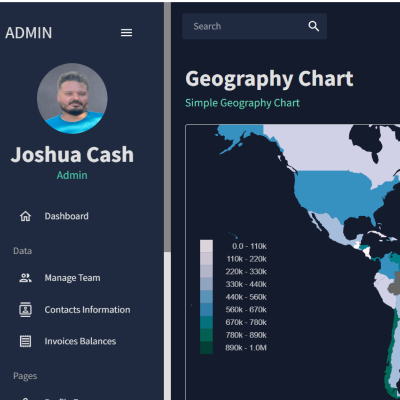 ADMIN
Joshua Cash
Admin
Dashboard
Data
Manage Team
Contacts Information
Invoices Balances
Pages
Search
Geography Chart
Simple Geography Chart
0.0 - 110k
110k - 220k
220k - 330k
330k - 440k
440k - 560k
560k - 670k
670k - 780k
780k - 890k
890k - 1.0M